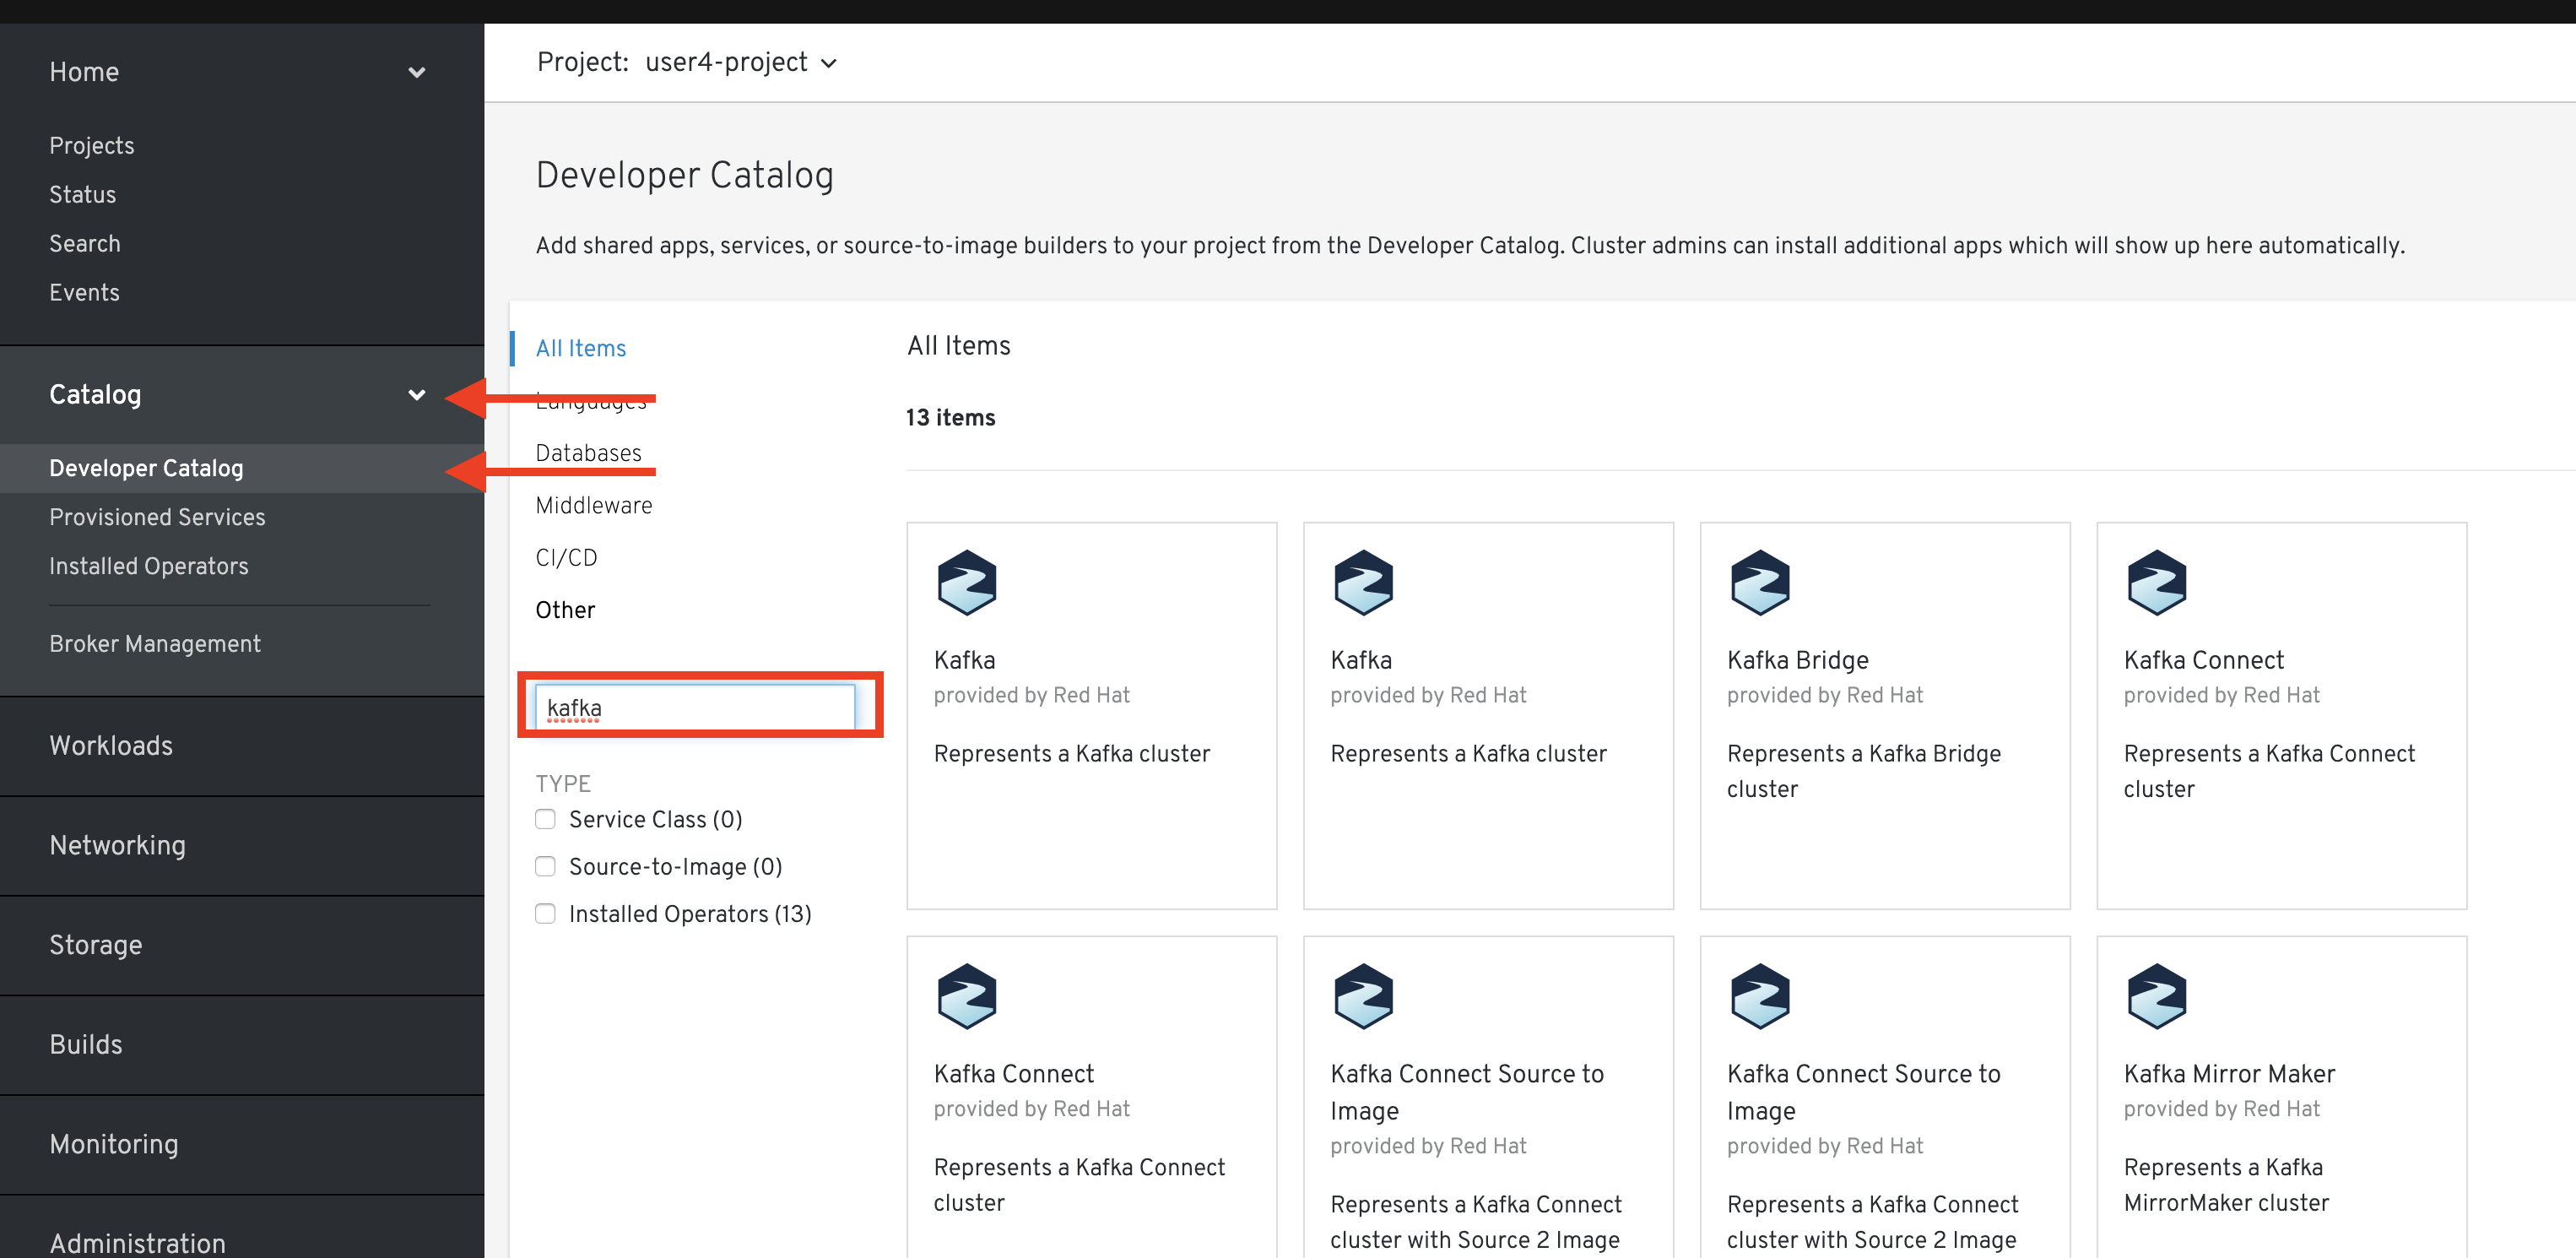 Home
Projects
Status
Search
Events
Catalog
Developer Catalog
Provisioned Services
Installed Operators
Broker Management
Workloads
Networking
Storage
Builds
Monitoring
Administration
Project: user4-project
Developer Catalog
Add shared apps, services, or source-to-image builders to your project from the Developer Catalog. Cluster admins can install additional apps which will show up here automatically.
All Items
Languages
Databases
Middleware
CI/CD
Other
kafka
TYPE
Service Class (0)
Source-to-Image (0)
Installed Operators (13)
All Items
13 items
Kafka
provided by Red Hat
Represents a Kafka cluster
Kafka
provided by Red Hat
Represents a Kafka cluster
Kafka Bridge
provided by Red Hat
Represents a Kafka Bridge
cluster
Kafka Connect
provided by Red Hat
Represents a Kafka Connect
cluster
Kafka Connect
provided by Red Hat
Represents a Kafka Connect
cluster
Kafka Connect Source to
Image
provided by Red Hat
Represents a Kafka Connect
cluster with Source 2 Image
Kafka Connect Source to
Image
provided by Red Hat
Represents a Kafka Connect
cluster with Source 2 Image
Kafka Mirror Maker
provided by Red Hat
Represents a Kafka
MirrorMaker cluster